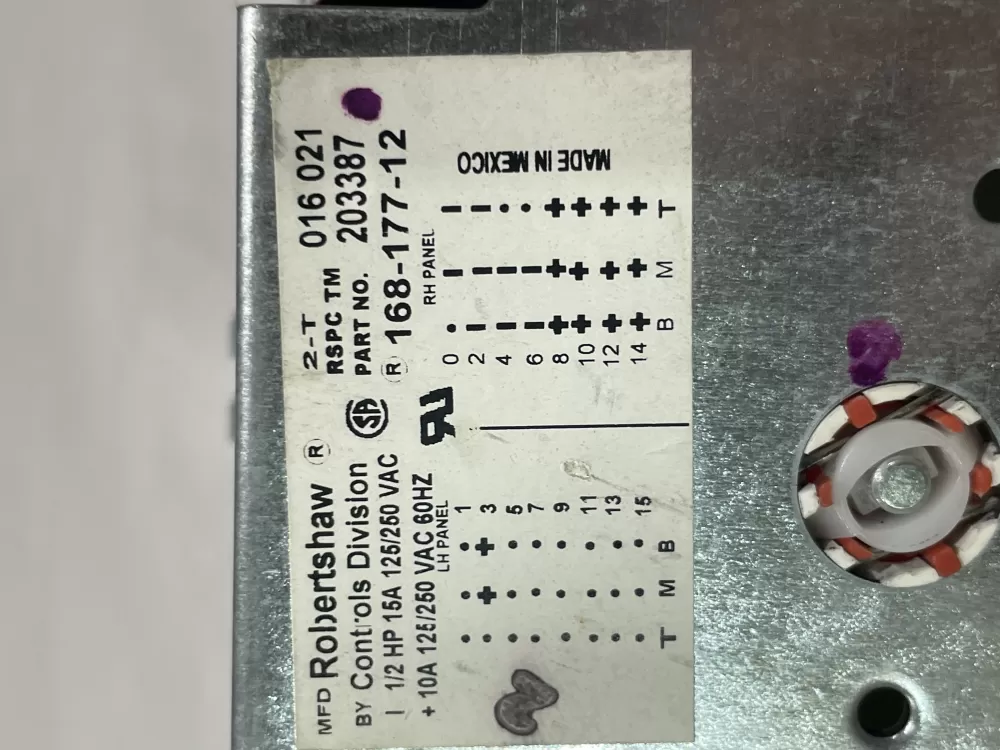 MFD Robertshaw ® 2-T 016 021
BY Controls Division SA RSPC TM
PART NO. 203387
I 1/2 HP 15A 125/250 VAC ® 168-177-12
+ 10A 125/250 VAC 60HZ RU
LH PANEL RH PANEL
• • • 1 0 • I I
• + + 3 2 I I I
• • • 5 4 I I •
• • • 7 6 I I •
• • • 9 8 + + +
• • • 11 10 + + +
• • • 13 12 + + +
• • • 15 14 + + +
T M B B M T
MADE IN MEXICO